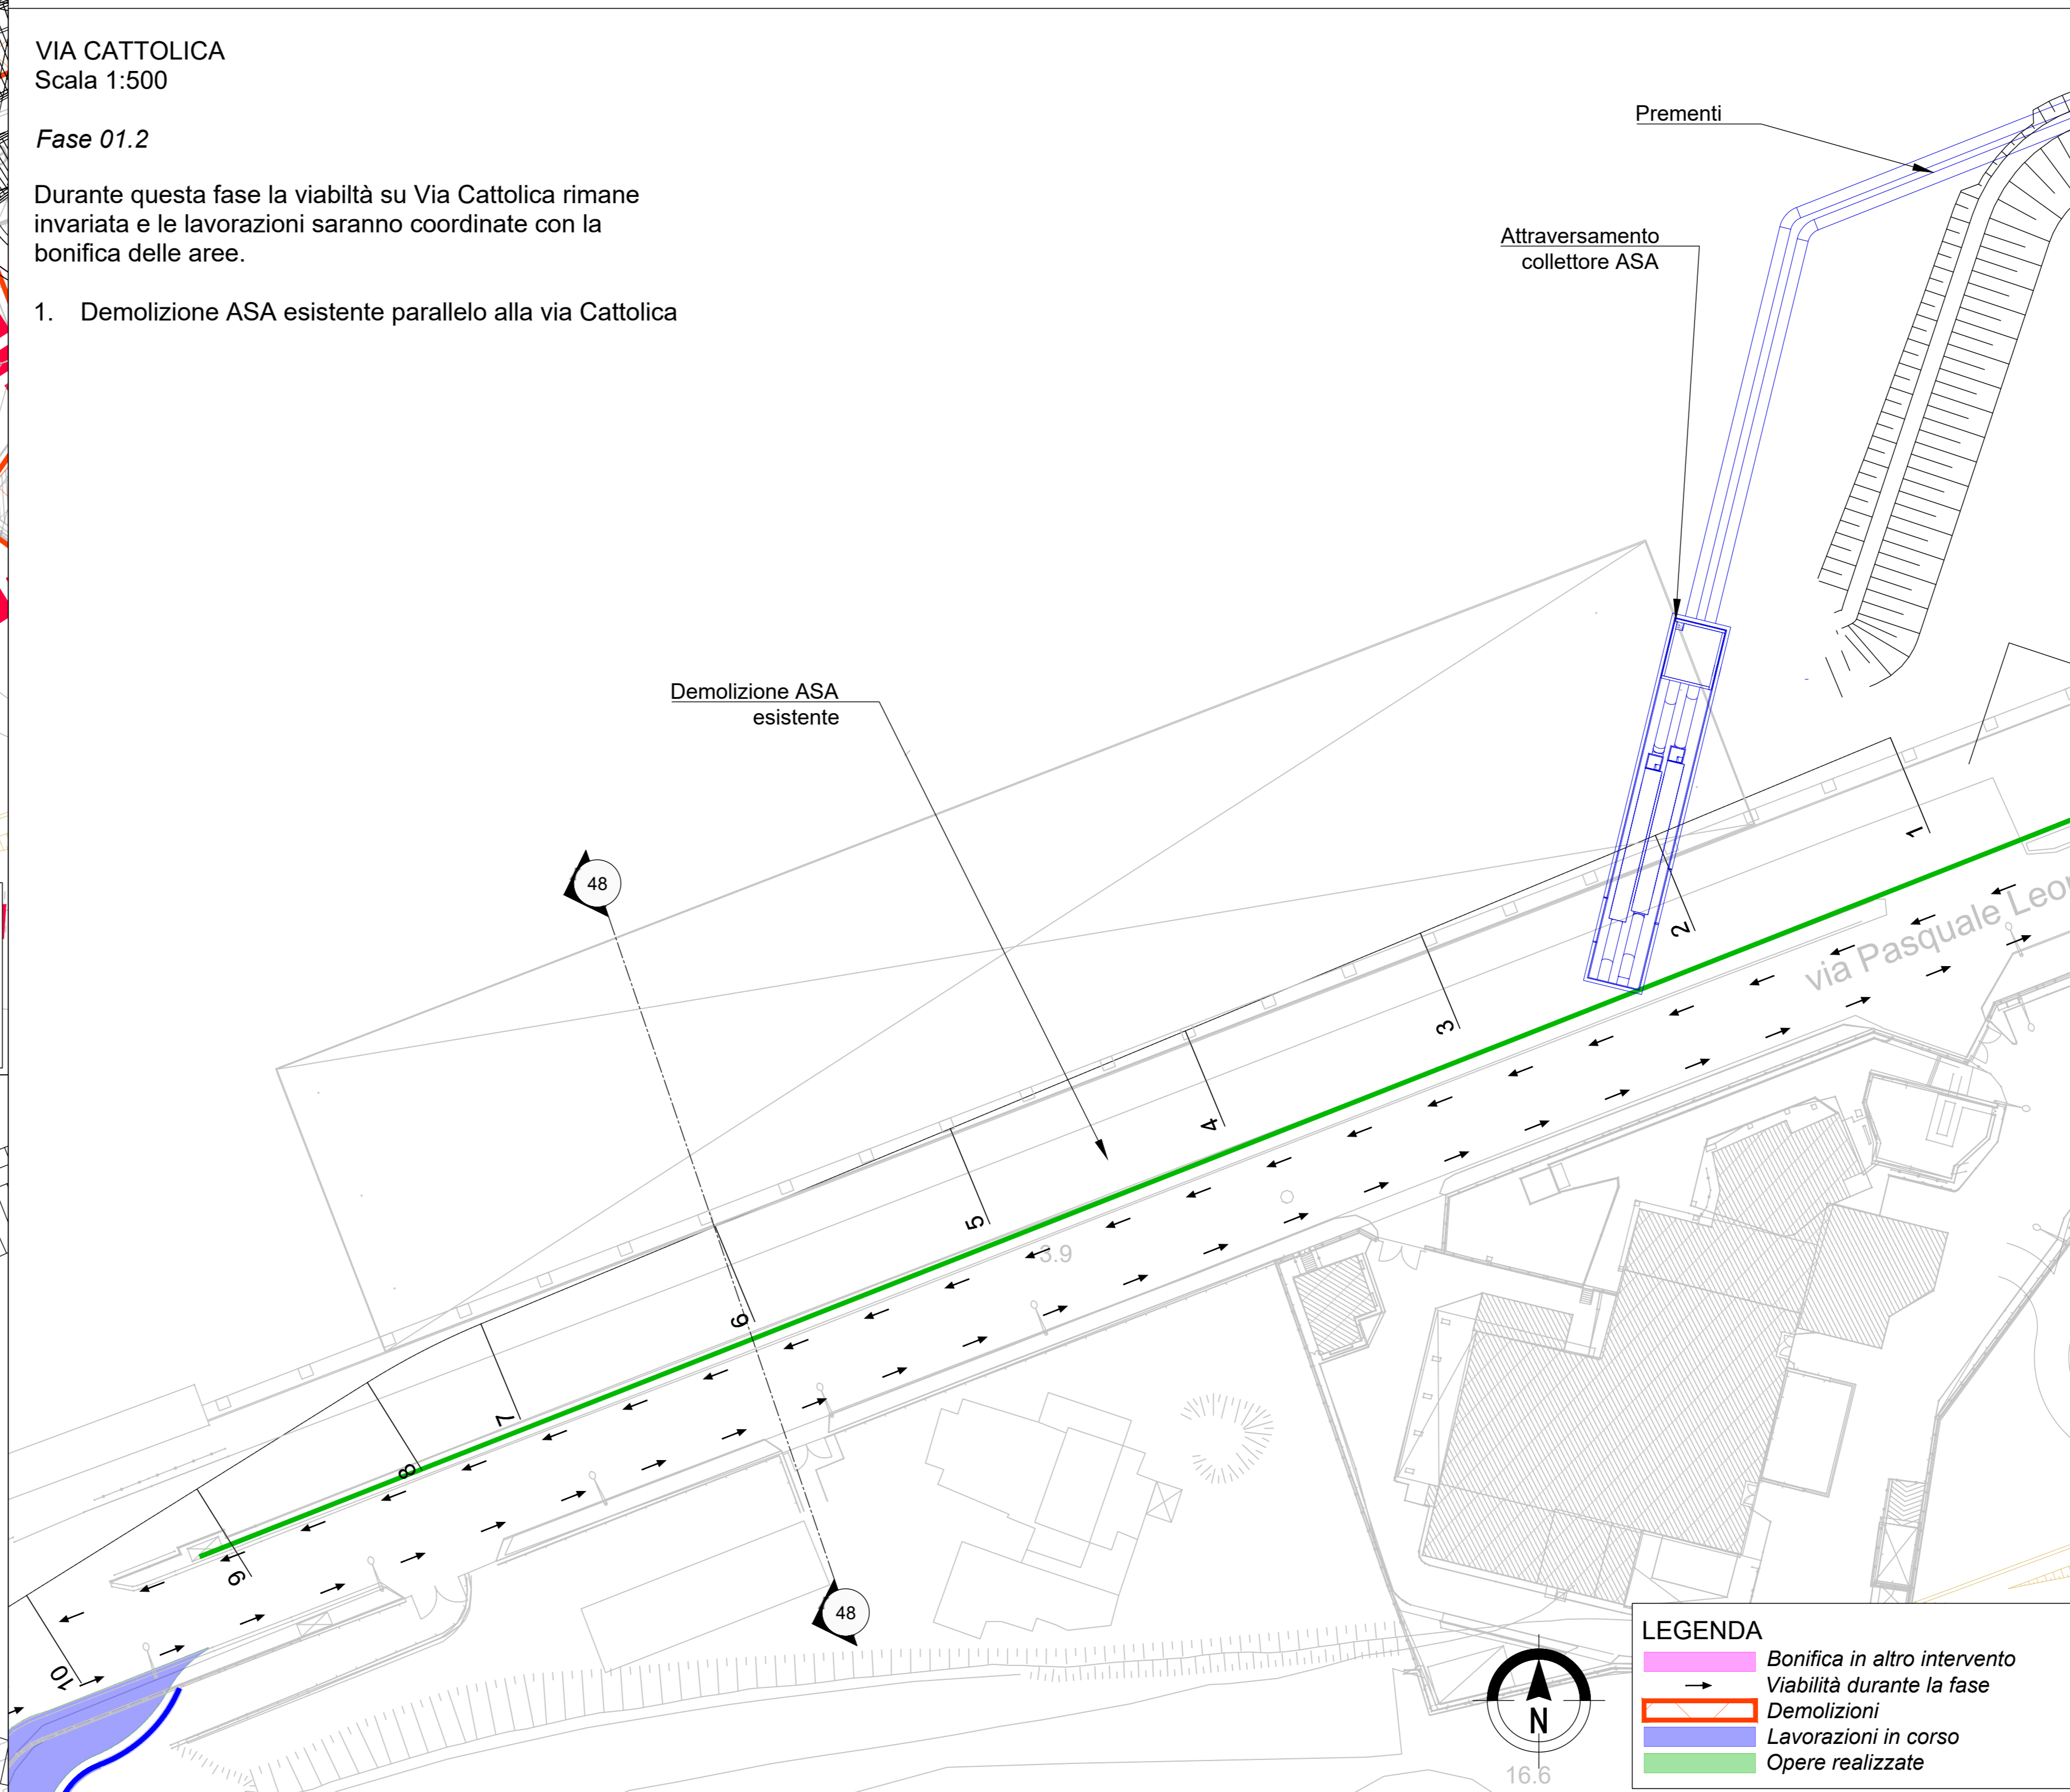 VIA CATTOLICA
Scala 1:500
Fase 01.2
Durante questa fase la viabiltà su Via Cattolica rimane
invariata e le lavorazioni saranno coordinate con la
bonifica delle aree.
1. Demolizione ASA esistente parallelo alla via Cattolica
Prementi
Attraversamento
collettore ASA
Demolizione ASA
esistente
48
1
2
via Pasquale Leo
3
4
5
3.9
6
7
8
9
10
48
16.6
N
LEGENDA
Bonifica in altro intervento
Viabilità durante la fase
Demolizioni
Lavorazioni in corso
Opere realizzate